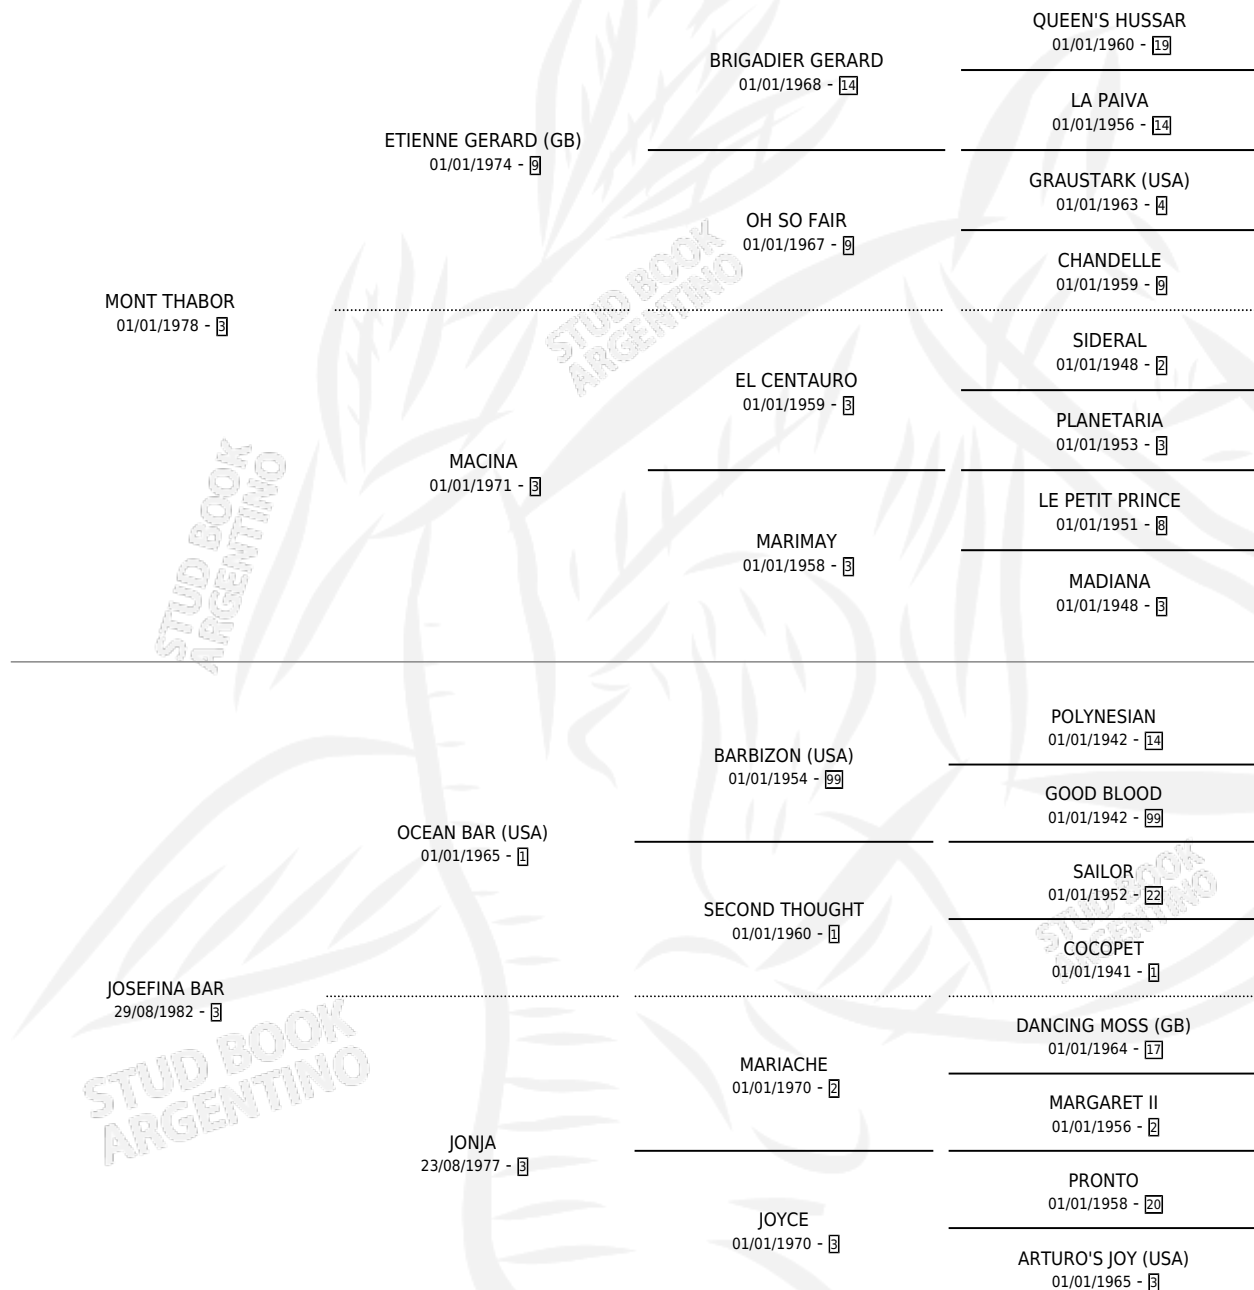 QUEEN'S HUSSAR
01/01/1960 - 19
BRIGADIER GERARD
01/01/1968 - 14
LA PAIVA
01/01/1956 - 14
ETIENNE GERARD (GB)
01/01/1974 - 9
GRAUSTARK (USA)
01/01/1963 - 4
OH SO FAIR
01/01/1967 - 9
CHANDELLE
01/01/1959 - 9
MONT THABOR
01/01/1978 - 3
STUD BOOK
ARGENTINO
SIDERAL
01/01/1948 - 2
EL CENTAURO
01/01/1959 - 3
PLANETARIA
01/01/1953 - 3
MACINA
01/01/1971 - 3
LE PETIT PRINCE
01/01/1951 - 8
MARIMAY
01/01/1958 - 3
MADIANA
01/01/1948 - 3
STUD BOOK
ARGENTINO
POLYNESIAN
01/01/1942 - 14
BARBIZON (USA)
01/01/1954 - 99
GOOD BLOOD
01/01/1942 - 99
OCEAN BAR (USA)
01/01/1965 - 1
SAILOR
01/01/1952 - 22
SECOND THOUGHT
01/01/1960 - 1
STUD BOOK
ARGENTINO
COCOPET
01/01/1941 - 1
JOSEFINA BAR
29/08/1982 - 3
STUD BOOK
ARGENTINO
DANCING MOSS (GB)
01/01/1964 - 17
MARIACHE
01/01/1970 - 2
MARGARET II
01/01/1956 - 2
JONJA
23/08/1977 - 3
PRONTO
01/01/1958 - 20
JOYCE
01/01/1970 - 3
ARTURO'S JOY (USA)
01/01/1965 - 3